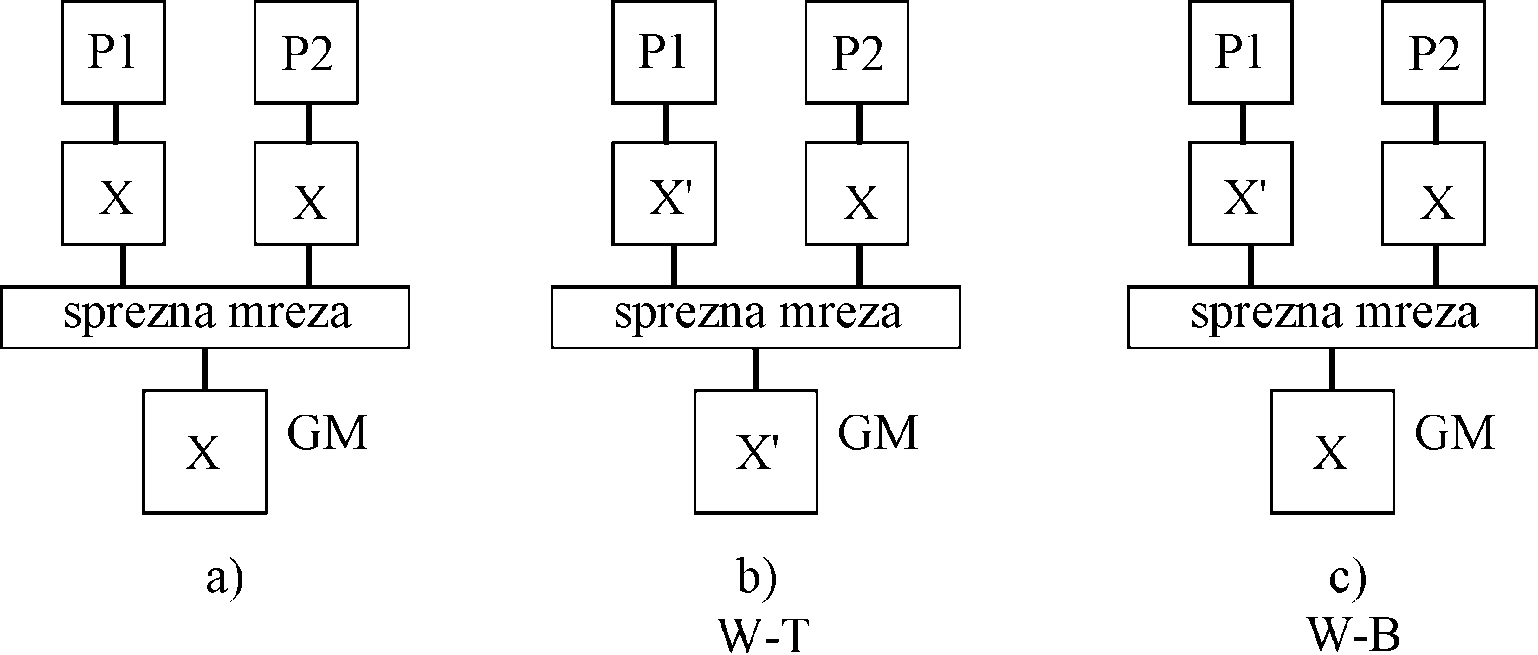 P1 P2 P1 P2 P1 P2
X X X' X X' X
sprezna mreza sprezna mreza sprezna mreza
X GM X' GM X GM
a) b) c)
W-T W-B